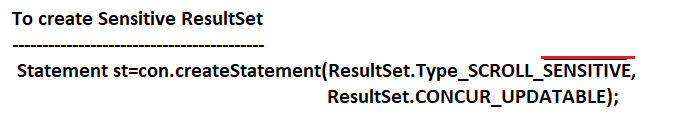 To create Sensitive ResultSet
------------------------------------------
Statement st=con.createStatement(ResultSet.Type_SCROLL_SENSITIVE,
ResultSet.CONCUR_UPDATABLE);